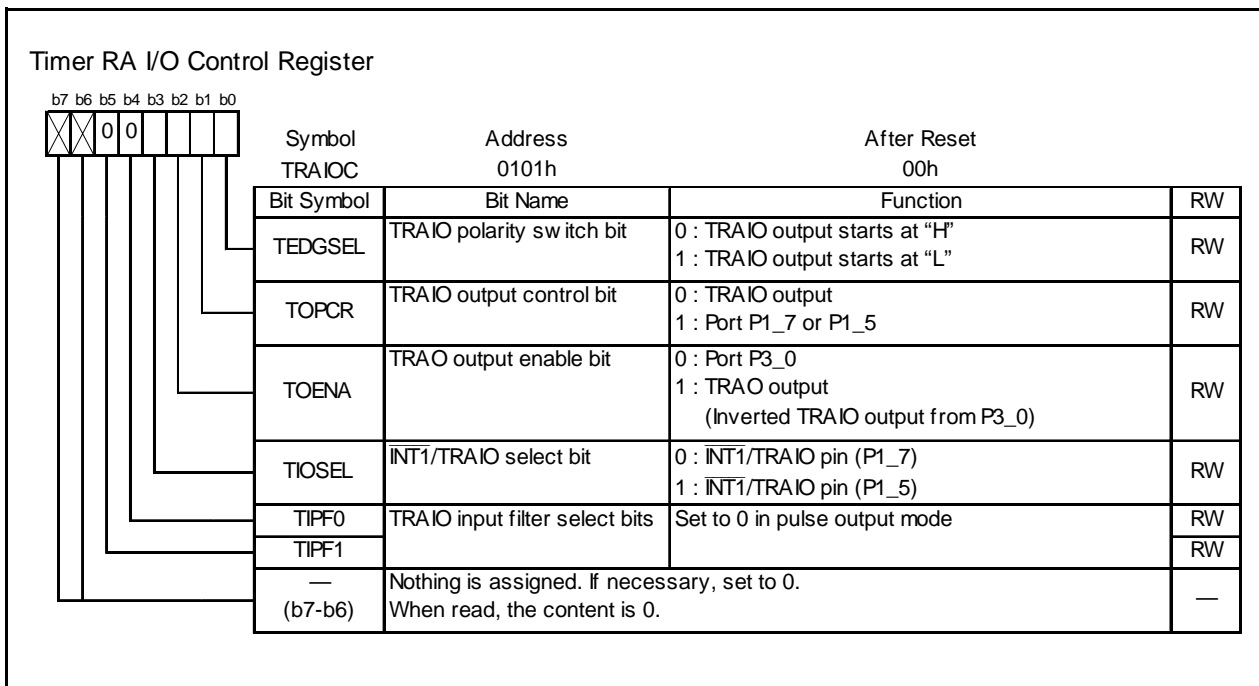 Timer RA I/O Control Register
b7 b6 b5 b4 b3 b2 b1 b0
0 0
Symbol Address After Reset
TRAIOC 0101h 00h
Bit Symbol Bit Name Function RW
TEDGSEL TRAIO polarity switch bit 0 : TRAIO output starts at “H” RW
1 : TRAIO output starts at “L”
TOPCR TRAIO output control bit 0 : TRAIO output RW
1 : Port P1_7 or P1_5
TOENA TRAO output enable bit 0 : Port P3_0 RW
1 : TRAO output
(Inverted TRAIO output from P3_0)
TIOSEL INT1/TRAIO select bit 0 : INT1/TRAIO pin (P1_7) RW
1 : INT1/TRAIO pin (P1_5)
TIPF0 TRAIO input filter select bits Set to 0 in pulse output mode RW
TIPF1 RW
— Nothing is assigned. If necessary, set to 0. —
(b7-b6) When read, the content is 0.